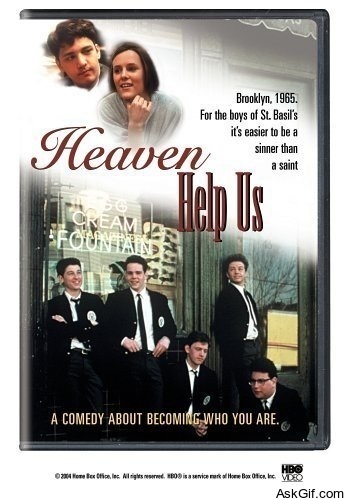 Brooklyn, 1965.
For the boys of St. Basil's
it's easier to be a
sinner than
a saint
Heaven
Help Us
CREAM
FOUNTAIN
A COMEDY ABOUT BECOMING WHO YOU ARE.
© 2004 Home Box Office, Inc. All rights reserved. HBO® is a service mark of Home Box Office, Inc.
HBO
VIDEO
AskGif.com